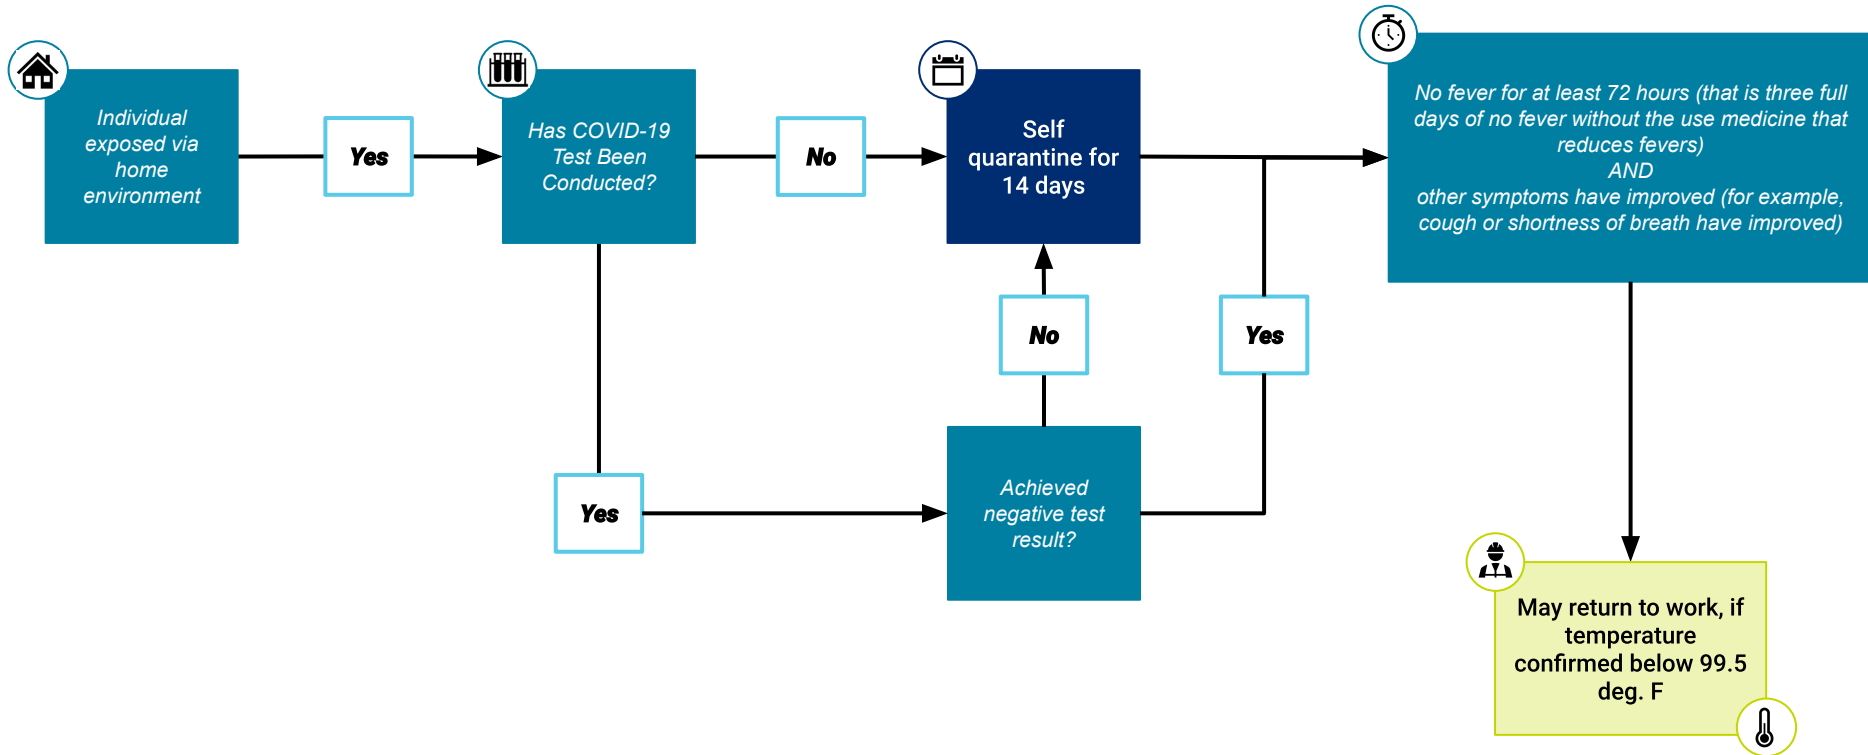 Individual
exposed via
home
environment
Yes
Has COVID-19
Test Been
Conducted?
No
Self
quarantine for
14 days
No fever for at least 72 hours (that is three full
days of no fever without the use medicine that
reduces fevers)
AND
other symptoms have improved (for example,
cough or shortness of breath have improved)
No
Yes
Yes
Achieved
negative test
result?
May return to work, if
temperature
confirmed below 99.5
deg. F